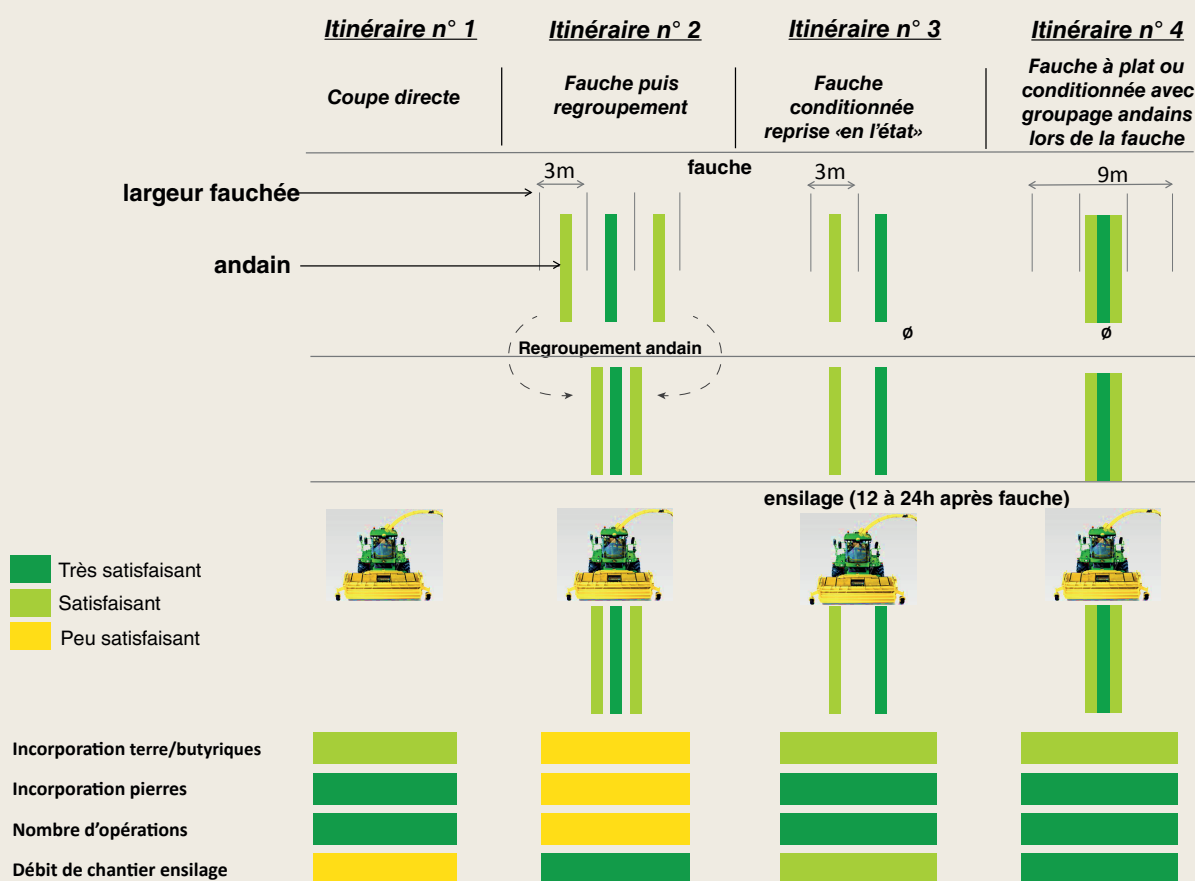 Itinéraire n° 1
Itinéraire n° 2
Itinéraire n° 3
Itinéraire n° 4
Coupe directe
Fauche puis
regroupement
Fauche
conditionnée
reprise «en l’état»
Fauche à plat ou
conditionnée avec
groupage andains
lors de la fauche
largeur fauchée
3m
fauche
3m
9m
andain
ø
ø
Regroupement andain
ensilage (12 à 24h après fauche)
Très satisfaisant
Satisfaisant
Peu satisfaisant
Incorporation terre/butyriques
Incorporation pierres
Nombre d’opérations
Débit de chantier ensilage